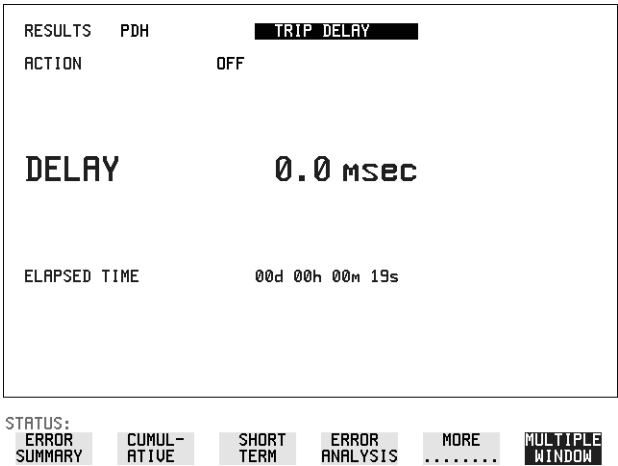 RESULTS PDH TRIP DELAY
ACTION OFF
DELAY 0.0 msec
ELAPSED TIME 00d 00h 00m 19s
STATUS:
ERROR CUMUL- SHORT ERROR MORE MULTIPLE
SUMMARY ATIVE TERM ANALYSIS ........ WINDOW